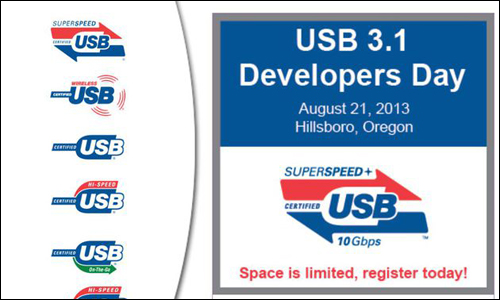 SUPERSPEED
CERTIFIED USB
WIRELESS
CERTIFIED USB
CERTIFIED USB
HI-SPEED
CERTIFIED USB
CERTIFIED USB
On-The-Go
HI-SPEED
USB 3.1
Developers Day
August 21, 2013
Hillsboro, Oregon
SUPERSPEED+
CERTIFIED USB
10Gbps
TM
Space is limited, register today!